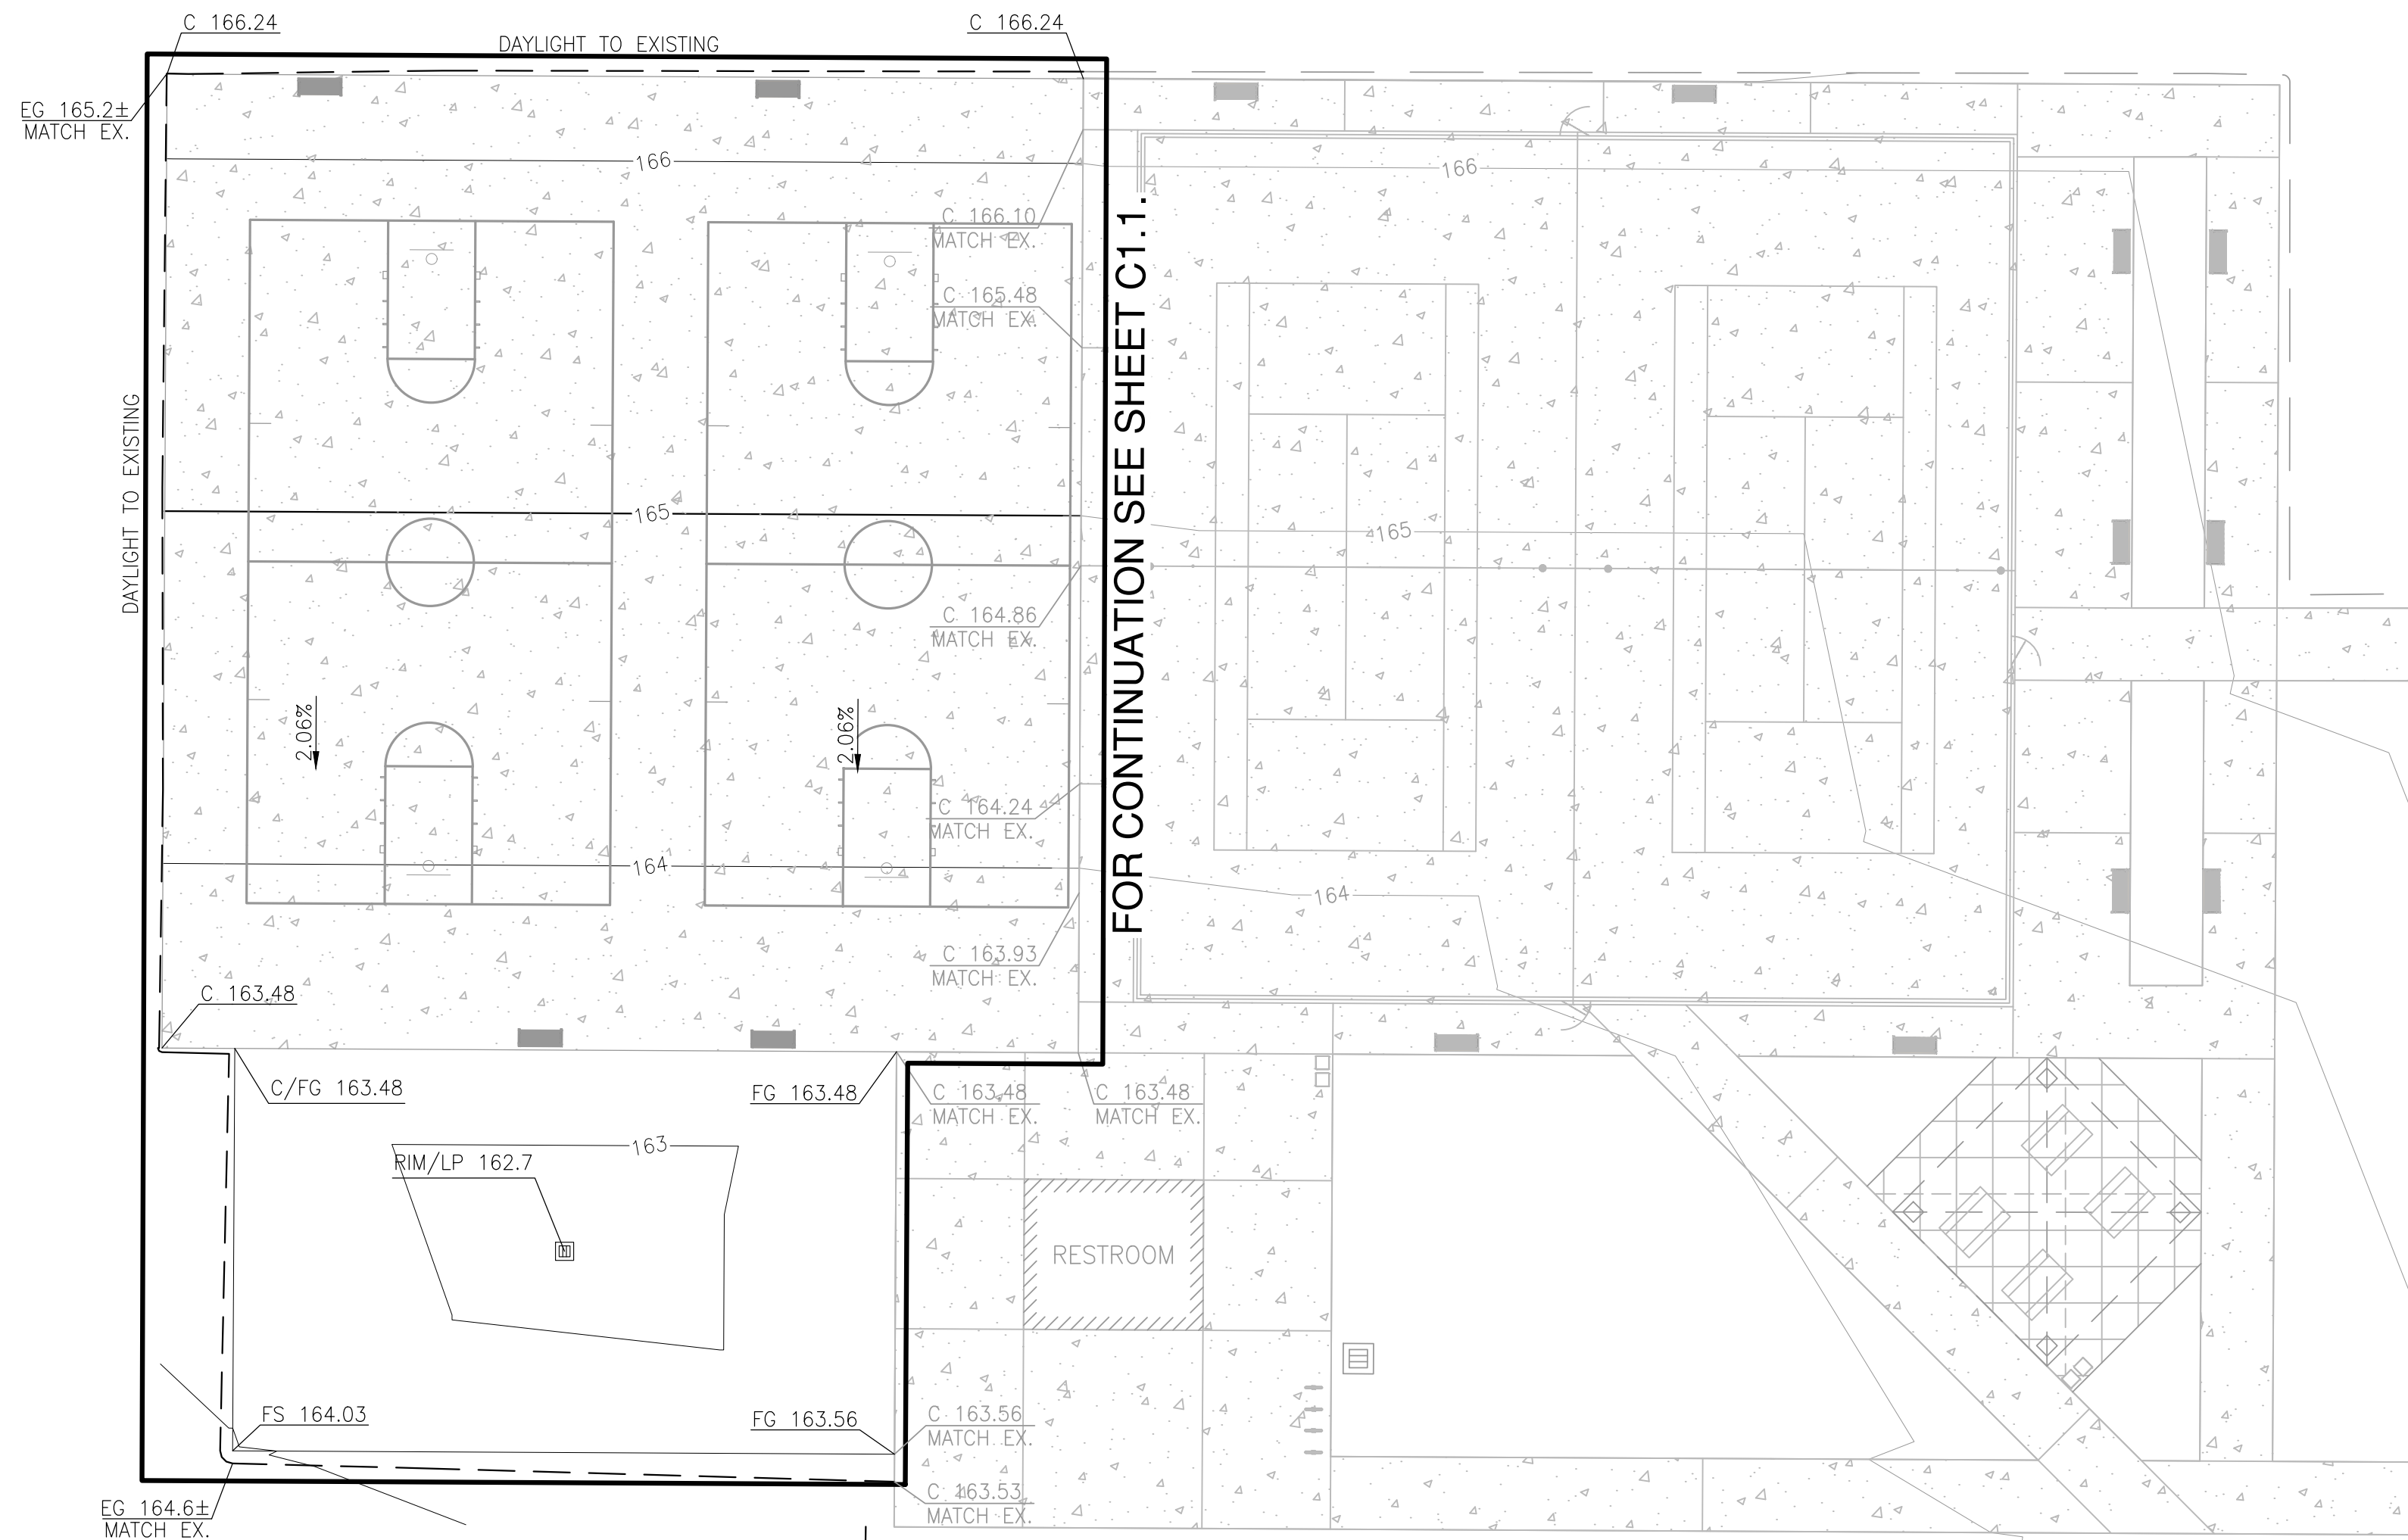 C 166.24
C 166.24
DAYLIGHT TO EXISTING
EG 165.2±
MATCH EX.
166
166
C 166.10
MATCH EX.
C 165.48
MATCH EX.
FOR CONTINUATION SEE SHEET C1.1.
DAYLIGHT TO EXISTING
165
165
C 164.86
MATCH EX.
2.06%
2.06%
C 164.24
MATCH EX.
164
164
C 163.93
MATCH EX.
C 163.48
C/FG 163.48
FG 163.48
C 163.48
MATCH EX.
C 163.48
MATCH EX.
163
RIM/LP 162.7
RESTROOM
FS 164.03
FG 163.56
C 163.56
MATCH EX.
C 163.53
MATCH EX.
EG 164.6±
MATCH EX.